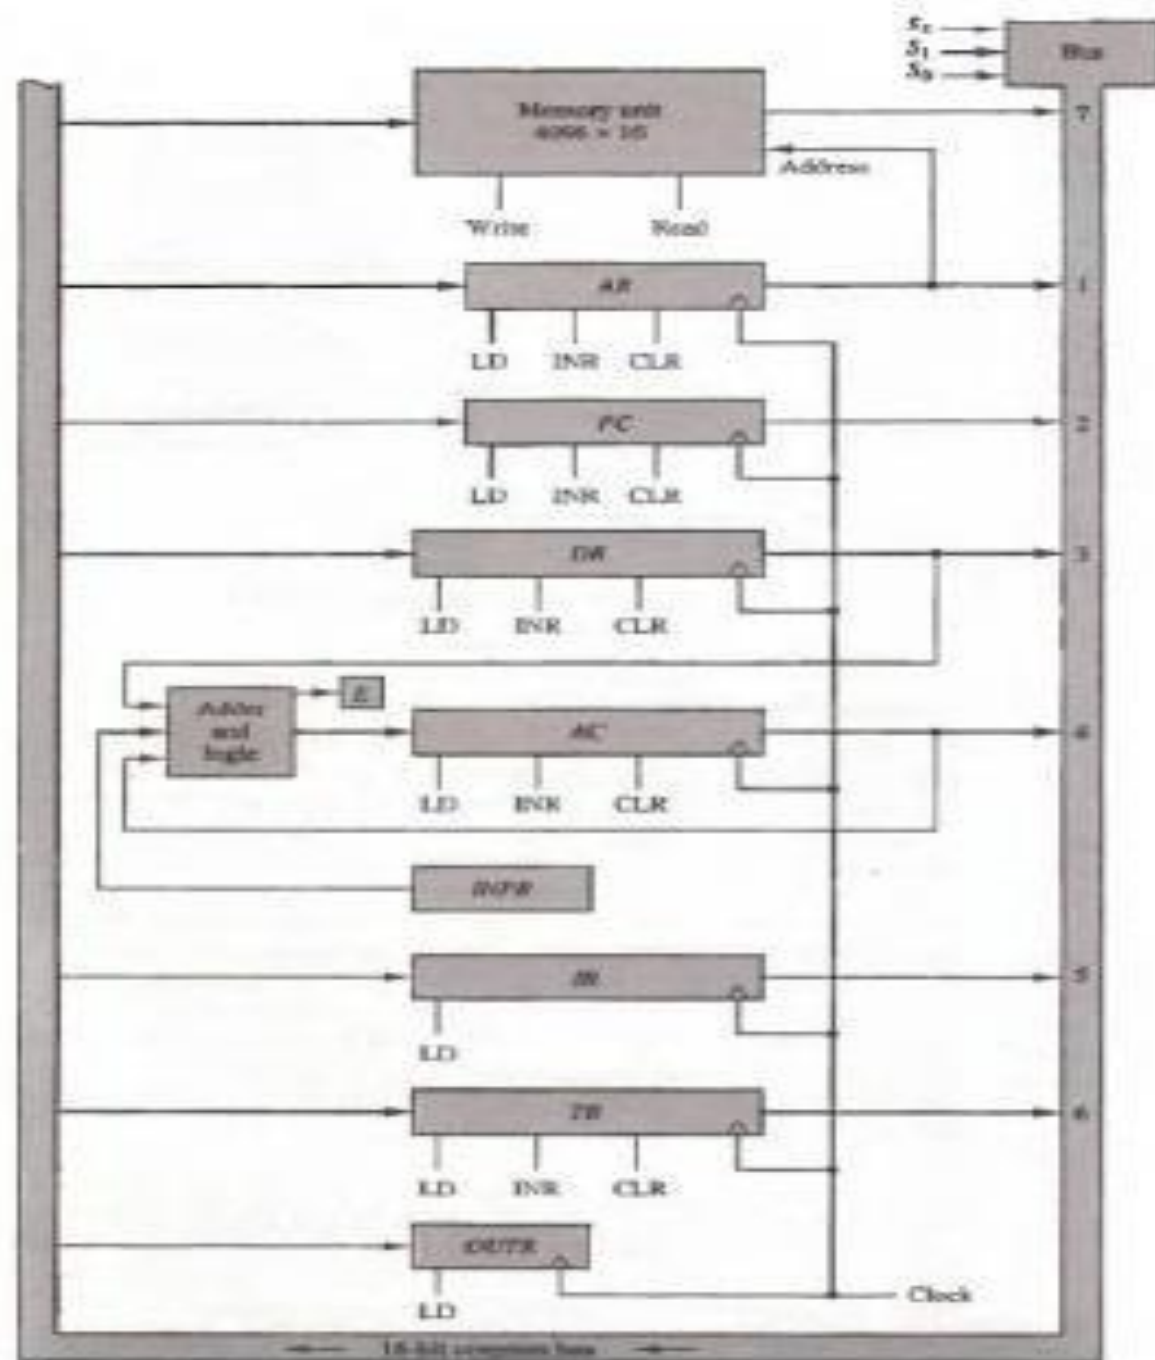 S₁
S₀
Bus
Memory unit
4096 × 16
7
Address
Write
Read
AR
1
LD INR CLR
PC
2
LD INR CLR
DR
3
LD INR CLR
Adder
and
logic
E
AC
4
LD INR CLR
INPR
IR
5
LD
TR
6
LD INR CLR
OUTR
LD
Clock
16-bit common bus